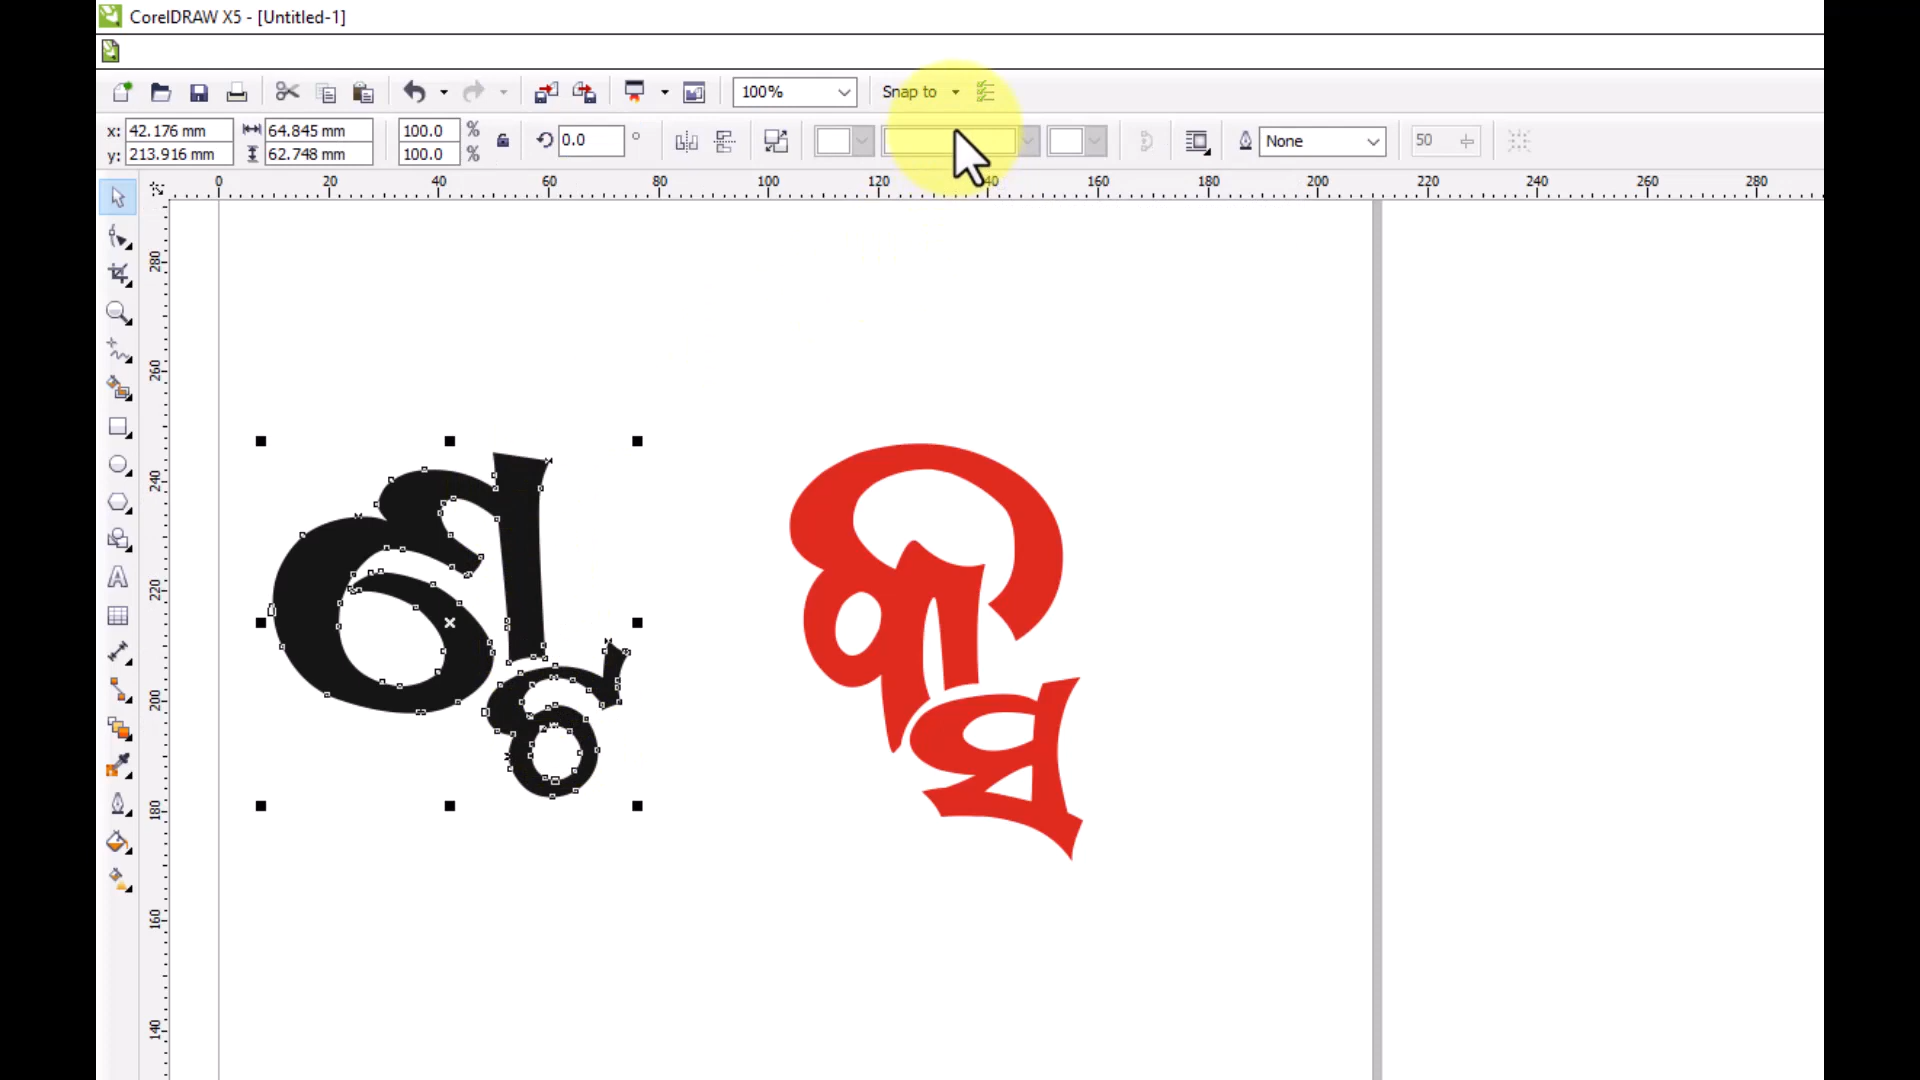 CorelDRAW X5 - [Untitled-1]
100%
Snap to
x: 42.176 mm
64.845 mm
100.0 %
0.0 °
None
50
y: 213.916 mm
62.748 mm
100.0 %
0 20 40 60 80 100 120 40 160 180 200 220 240 260 280
280
260
240
220
200
180
160
140